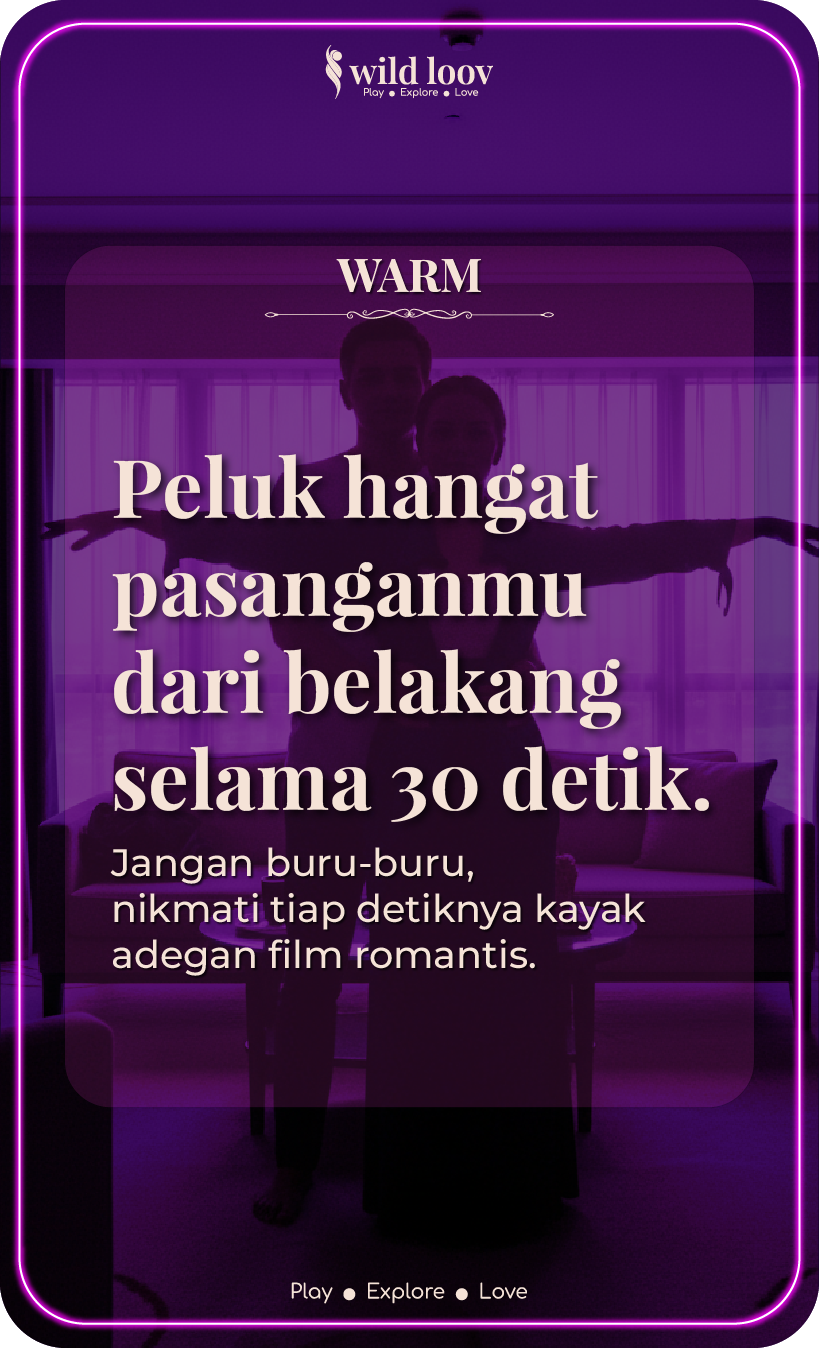 wild loov
Play • Explore • Love
WARM
Peluk hangat
pasanganmu
dari belakang
selama 30 detik.
Jangan buru-buru,
nikmati tiap detiknya kayak
adegan film romantis.
Play • Explore • Love